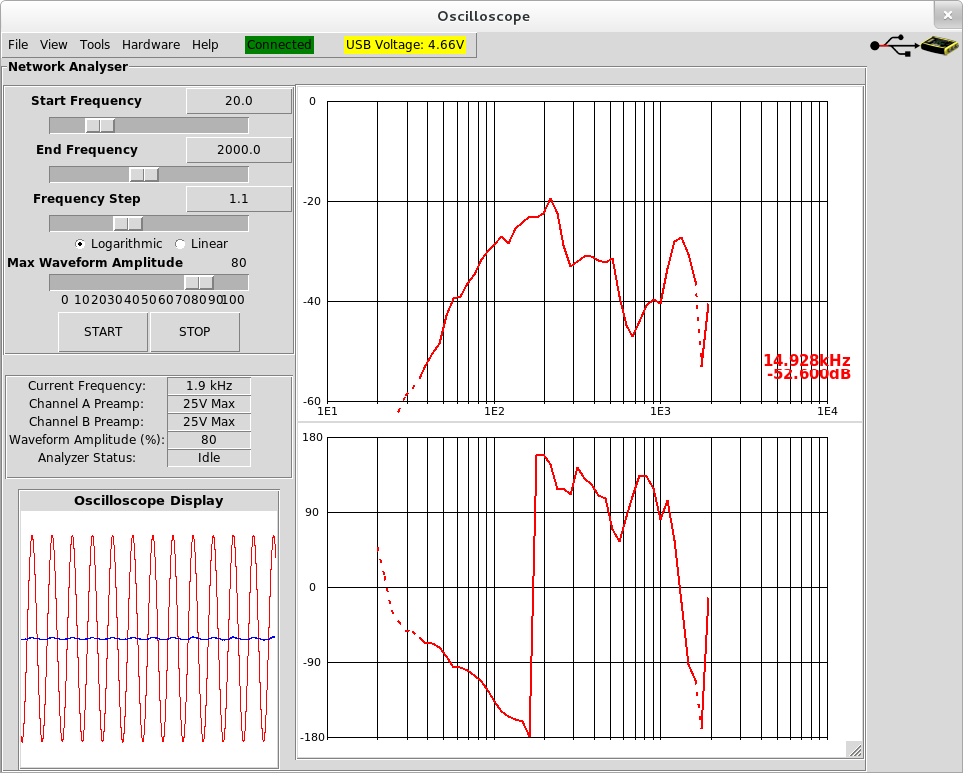 Oscilloscope
File View Tools Hardware Help Connected USB Voltage: 4.66V
Network Analyser
Start Frequency 20.0
End Frequency 2000.0
Frequency Step 1.1
Logarithmic Linear
Max Waveform Amplitude 80
0 10 20 30 40 50 60 70 80 90 100
START STOP
Current Frequency: 1.9 kHz
Channel A Preamp: 25V Max
Channel B Preamp: 25V Max
Waveform Amplitude (%): 80
Analyzer Status: Idle
Oscilloscope Display
0
-20
-40
14.928kHz
-52.600dB
-60
1E1 1E2 1E3 1E4
180
90
0
-90
-180